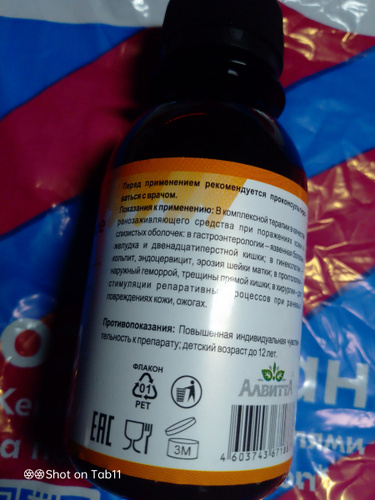 Перед применением рекомендуется проконсульти-
ваться с врачом.
Показания к применению: В комплексной терапии в качестве
ранозаживляющего средства при поражениях кожи
слизистых оболочек: в гастроэнтерологии – язвенная болезнь
желудка и двенадцатиперстной кишки; в гинекологии
кольпит, эндоцервицит, эрозия шейки матки; в проктологии
наружный геморрой, трещины прямой кишки; в хирургии - для
стимуляции репаративных процессов при раневых
повреждениях кожи, ожогах.
Противопоказания: Повышенная индивидуальная чувстви-
тельность к препарату; детский возраст до 12 лет.
ФЛАКОН
01
PET
АЛВИТТА
EAC
3М
4 603743
Shot on Tab11